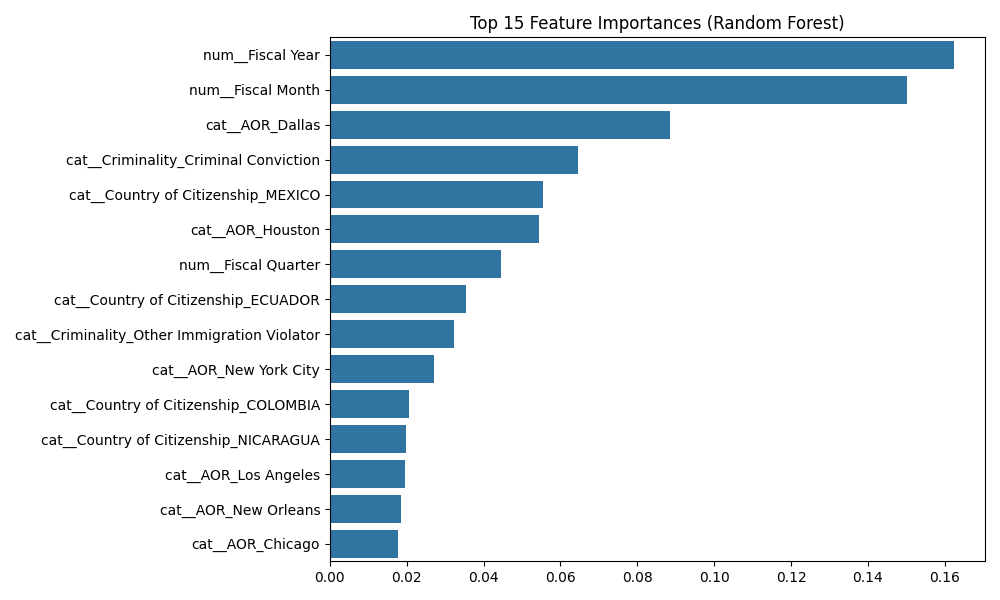 Top 15 Feature Importances (Random Forest)
num__Fiscal Year
num__Fiscal Month
cat__AOR_Dallas
cat__Criminality_Criminal Conviction
cat__Country of Citizenship_MEXICO
cat__AOR_Houston
num__Fiscal Quarter
cat__Country of Citizenship_ECUADOR
cat__Criminality_Other Immigration Violator
cat__AOR_New York City
cat__Country of Citizenship_COLOMBIA
cat__Country of Citizenship_NICARAGUA
cat__AOR_Los Angeles
cat__AOR_New Orleans
cat__AOR_Chicago
0.00 0.02 0.04 0.06 0.08 0.10 0.12 0.14 0.16